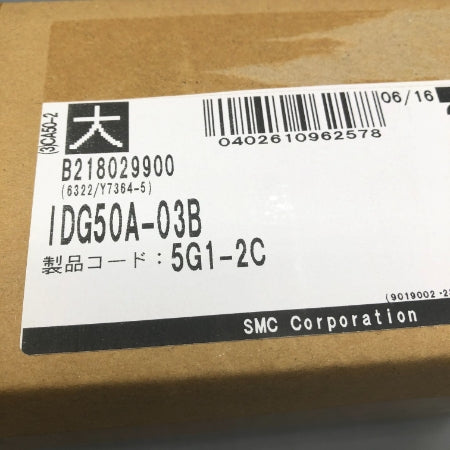 (3)CA50-2
大
06/16
0402610962578
B218029900
(6322/Y7364-5)
IDG50A-03B
製品コード：5G1-2C
(9019002
SMC Corporation